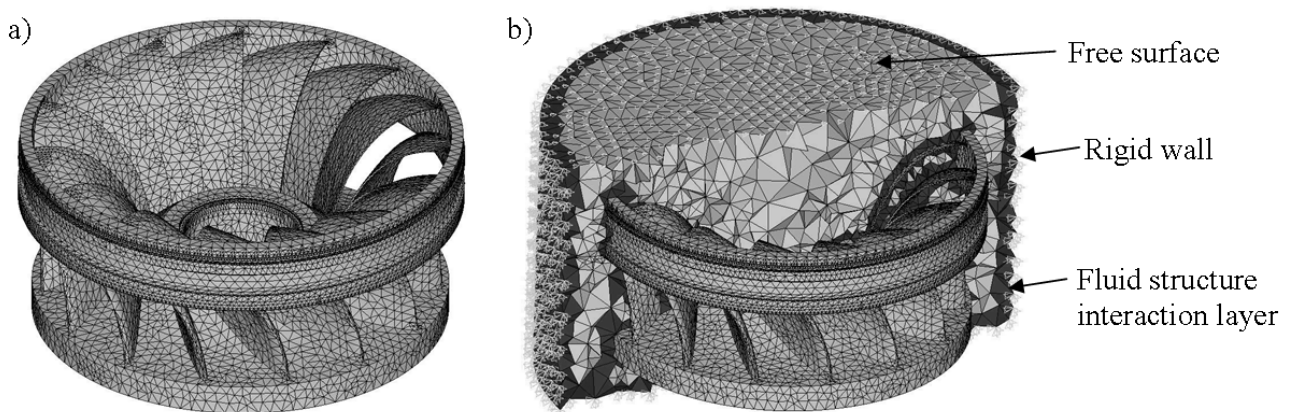 a)
b)
Free surface
Rigid wall
Fluid structure
interaction layer